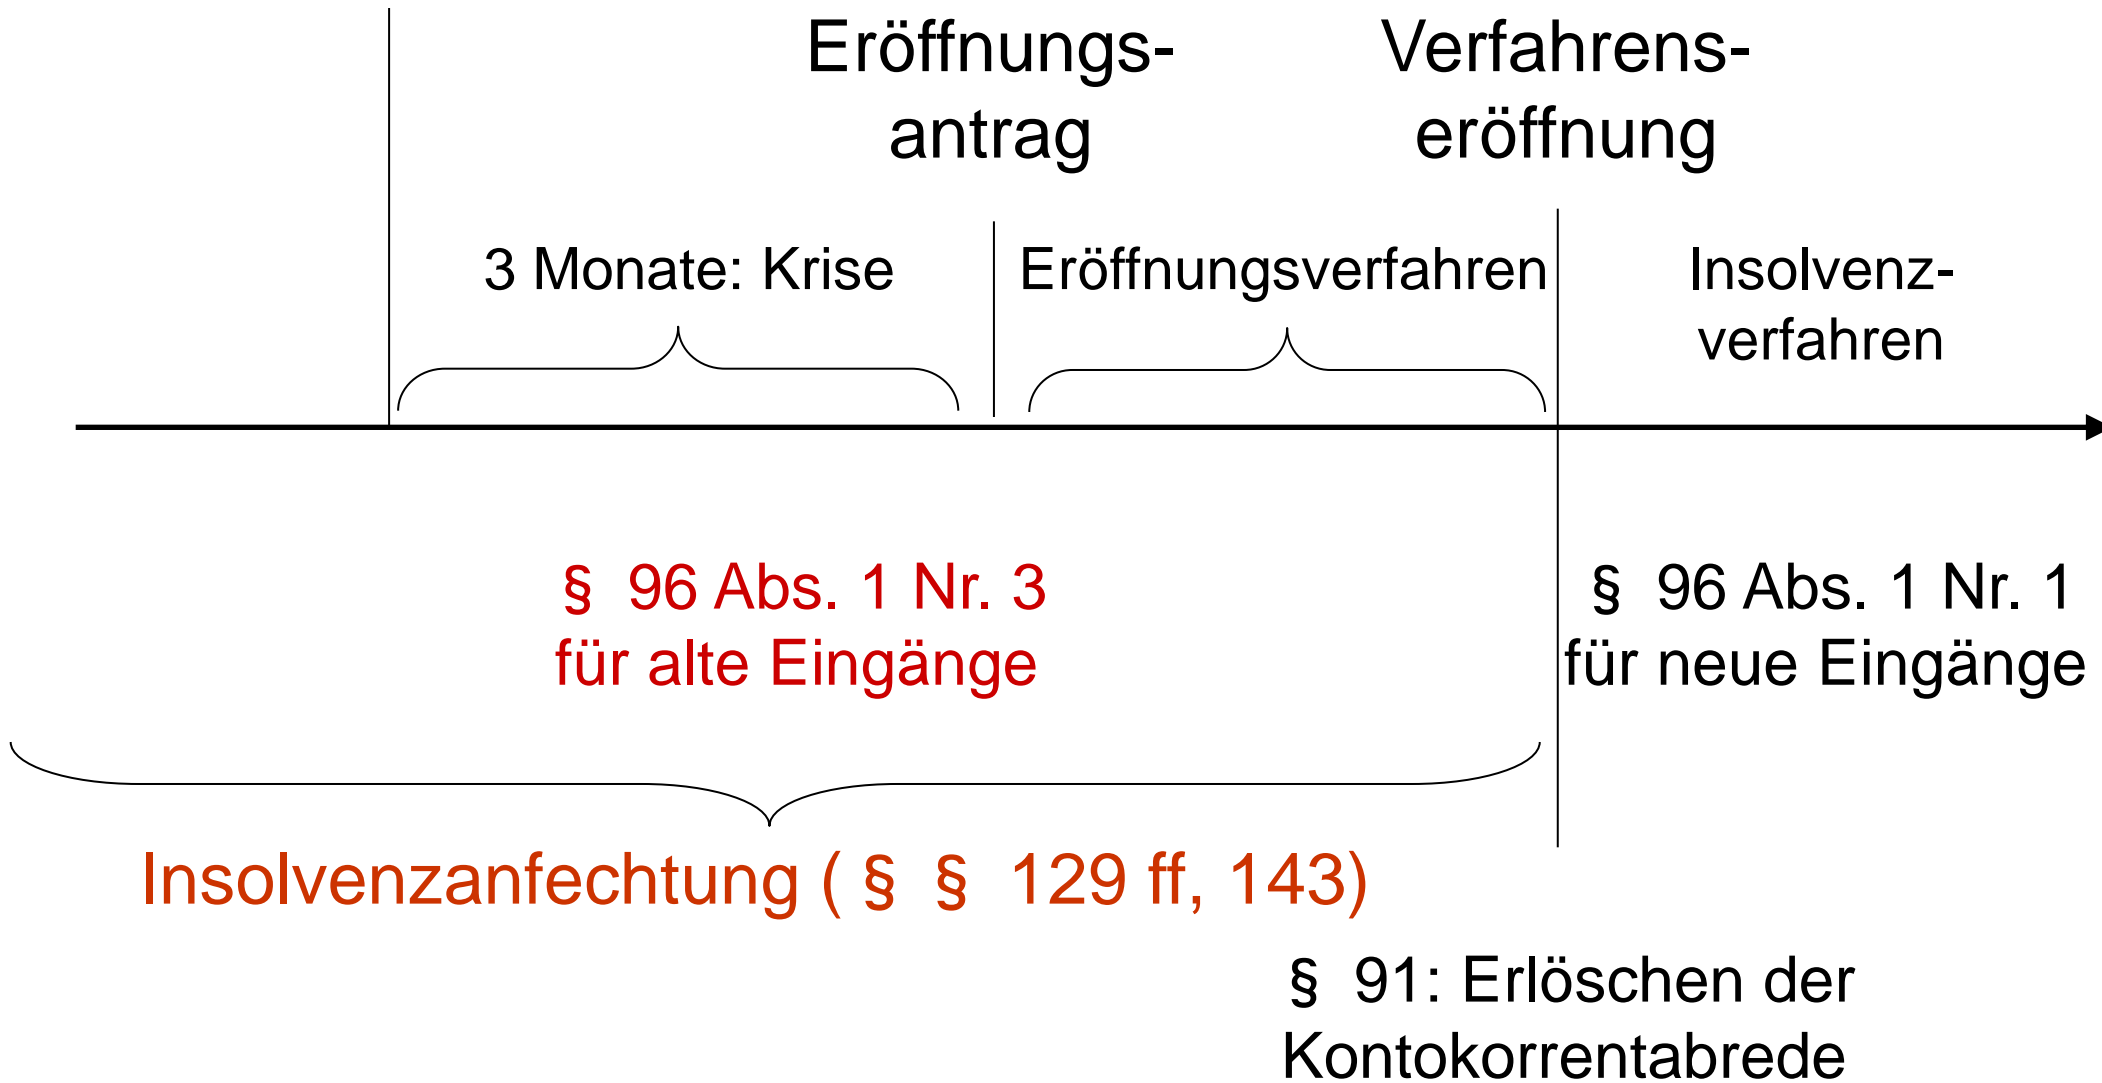 Eröffnungs-
antrag
Verfahrens-
eröffnung
3 Monate: Krise
Eröffnungsverfahren
Insolvenz-
verfahren
§ 96 Abs. 1 Nr. 3
für alte Eingänge
§ 96 Abs. 1 Nr. 1
für neue Eingänge
Insolvenzanfechtung ( § § 129 ff, 143)
§ 91: Erlöschen der
Kontokorrentabrede